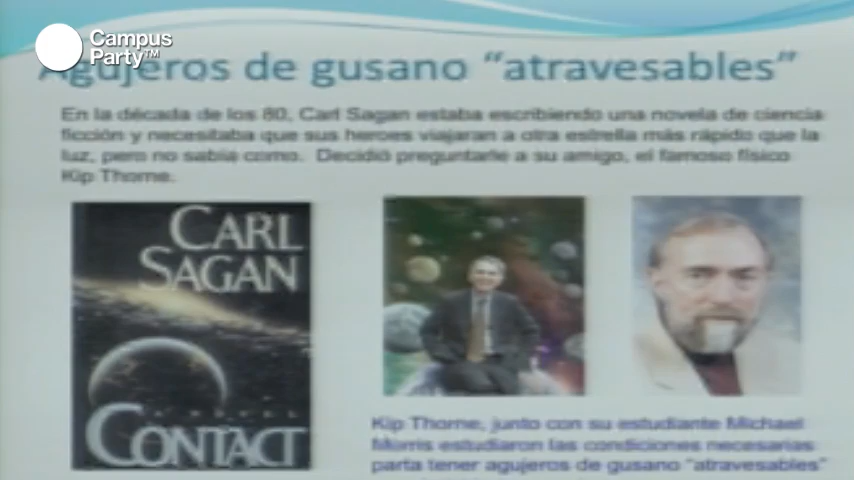 Campus
Party™
Agujeros de gusano “atravesables”
En la década de los 80, Carl Sagan estaba escribiendo una novela de ciencia
ficción y necesitaba que sus heroes viajaran a otra estrella más rápido que la
luz, pero no sabía como. Decidió preguntarle a su amigo, el famoso físico
Kip Thorne.
CARL
SAGAN
A NOVEL
CONTACT
Kip Thorne, junto con su estudiante Michael
Morris estudiaron las condiciones necesarias
parta tener agujeros de gusano “atravesables”